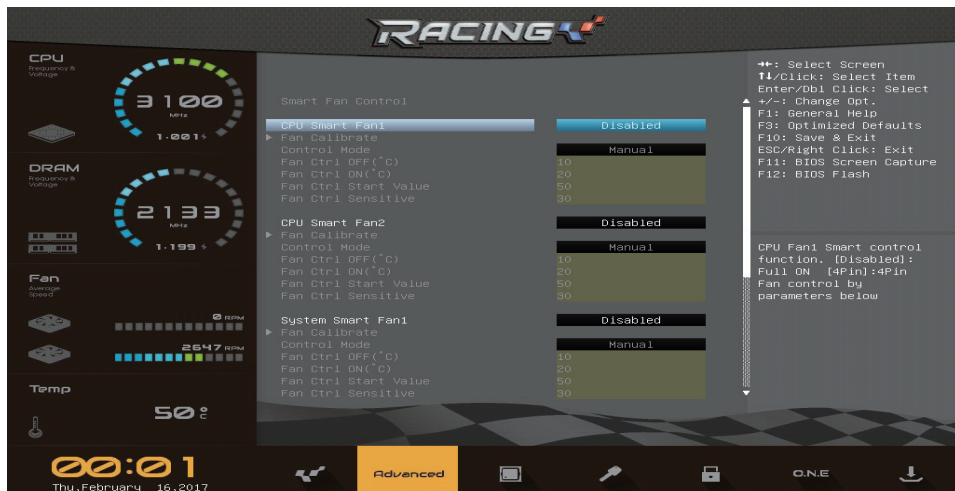 RACING
CPU
Frequency &
Voltage
3100
MHz
1.001 V
DRAM
Frequency &
Voltage
2133
MHz
1.199 V
Fan
Average
Speed
0 RPM
2647 RPM
Temp
50 °C
Smart Fan Control
CPU Smart Fan1 Disabled
Fan Calibrate
Control Mode Manual
Fan Ctrl OFF(°C) 10
Fan Ctrl ON(°C) 20
Fan Ctrl Start Value 50
Fan Ctrl Sensitive 30
CPU Smart Fan2 Disabled
Fan Calibrate
Control Mode Manual
Fan Ctrl OFF(°C) 10
Fan Ctrl ON(°C) 20
Fan Ctrl Start Value 50
Fan Ctrl Sensitive 30
System Smart Fan1 Disabled
Fan Calibrate
Control Mode Manual
Fan Ctrl OFF(°C) 10
Fan Ctrl ON(°C) 20
Fan Ctrl Start Value 50
Fan Ctrl Sensitive 30
→←: Select Screen
↑↓/Click: Select Item
Enter/Dbl Click: Select
+/-: Change Opt.
F1: General Help
F3: Optimized Defaults
F10: Save & Exit
ESC/Right Click: Exit
F11: BIOS Screen Capture
F12: BIOS Flash
CPU Fan1 Smart control
function. [Disabled]:
Full ON [4Pin]:4Pin
Fan control by
parameters below
00:01
Thu,February 16,2017
Advanced
O.N.E